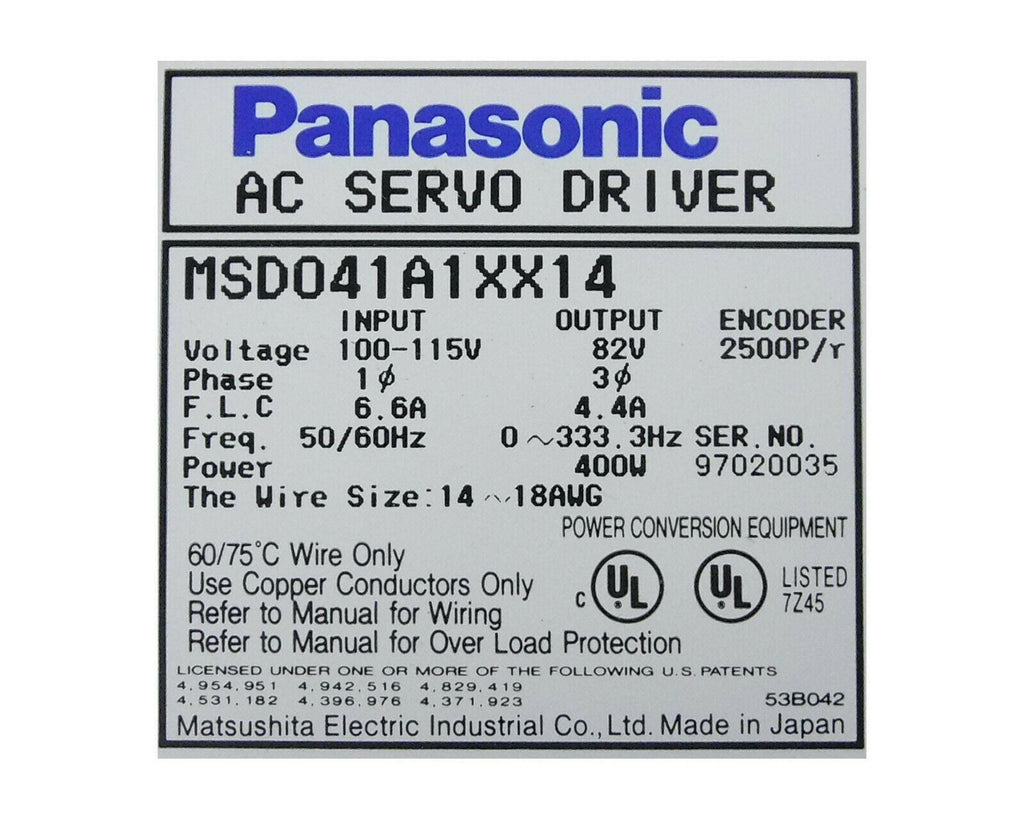 Panasonic
AC SERVO DRIVER
MSD041A1XX14
INPUT OUTPUT ENCODER
Voltage 100-115V 82V 2500P/r
Phase 1ϕ 3ϕ
F.L.C 6.6A 4.4A
Freq. 50/60Hz 0~333.3Hz SER.NO.
Power 400W 97020035
The Wire Size:14~18AWG
POWER CONVERSION EQUIPMENT
60/75°C Wire Only
Use Copper Conductors Only
Refer to Manual for Wiring
Refer to Manual for Over Load Protection
c UL® UL® LISTED
7Z45
LICENSED UNDER ONE OR MORE OF THE FOLLOWING U.S. PATENTS
4,954,951 4,942,516 4,829,419
4,531,182 4,396,976 4,371,923 53B042
Matsushita Electric Industrial Co., Ltd. Made in Japan